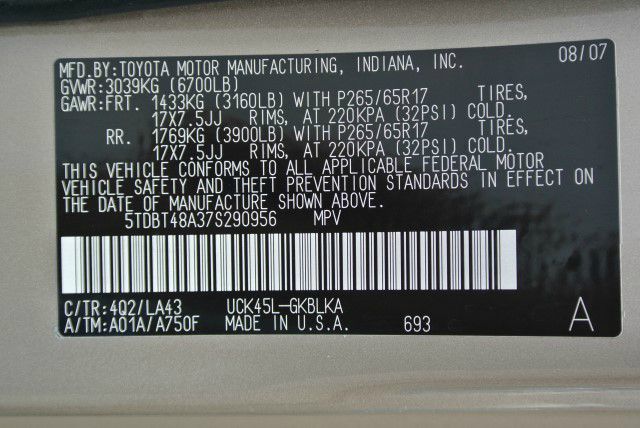 08/07
MFD.BY:TOYOTA MOTOR MANUFACTURING, INDIANA, INC.
GVWR:3039KG (6700LB)
GAWR:FRT. 1433KG (3160LB) WITH P265/65R17 TIRES,
17X7.5JJ RIMS, AT 220KPA (32PSI) COLD.
RR. 1769KG (3900LB) WITH P265/65R17 TIRES,
17X7.5JJ RIMS, AT 220KPA (32PSI) COLD.
THIS VEHICLE CONFORMS TO ALL APPLICABLE FEDERAL MOTOR
VEHICLE SAFETY AND THEFT PREVENTION STANDARDS IN EFFECT ON
THE DATE OF MANUFACTURE SHOWN ABOVE.
5TDBT48A37S290956 MPV
C/TR:4Q2/LA43 UCK45L-GKBLKA
A/TM:A01A/A750F MADE IN U.S.A. 693 A